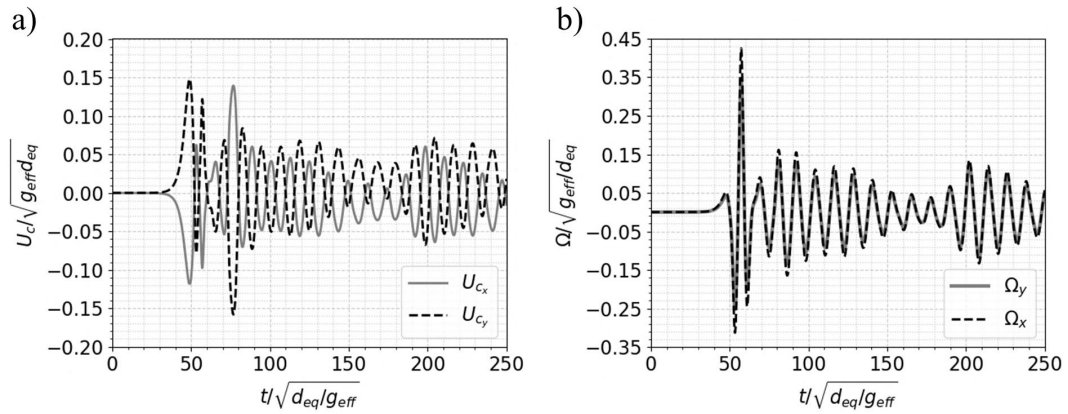 a)
0.20
0.15
0.10
0.05
0.00
−0.05
−0.10
−0.15
−0.20
U_c/√g_eff d_eq
0 50 100 150 200 250
t/√d_eq/g_eff
U_c_x
U_c_y
b)
0.45
0.35
0.25
0.15
0.05
−0.05
−0.15
−0.25
−0.35
Ω/√g_eff/d_eq
0 50 100 150 200 250
t/√d_eq/g_eff
Ω_y
Ω_x